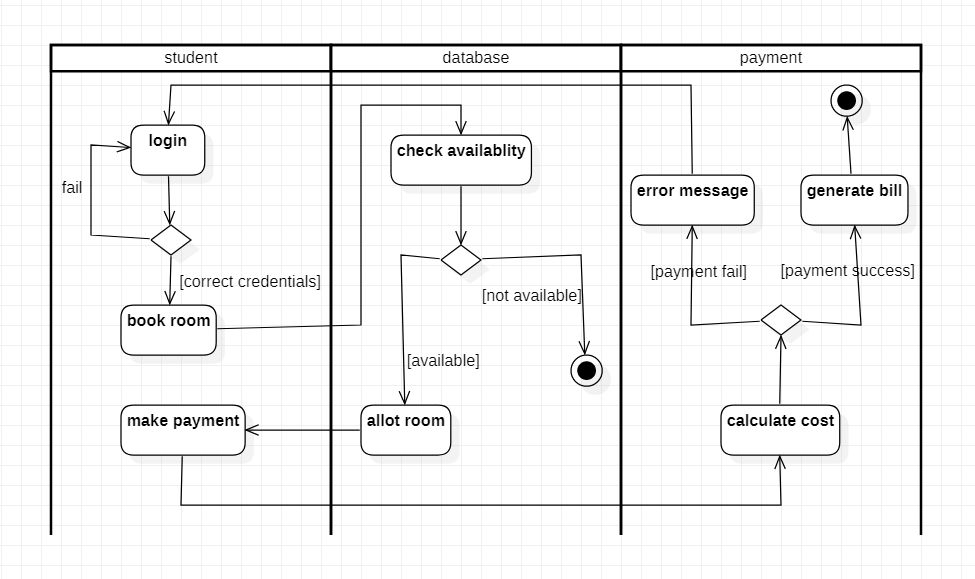 student
database
payment
login
check availablity
error message
generate bill
fail
[payment fail]
[payment success]
[correct credentials]
[not available]
book room
[available]
make payment
allot room
calculate cost